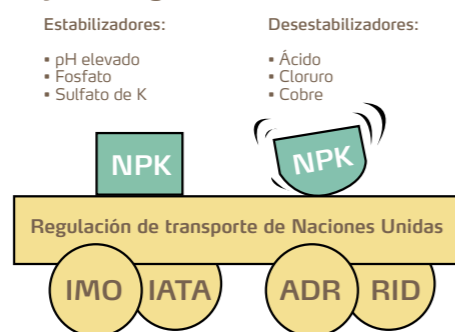 Estabilizadores:
▪ pH elevado
▪ Fosfato
▪ Sulfato de K
Desestabilizadores:
▪ Ácido
▪ Cloruro
▪ Cobre
NPK
NPK
Regulación de transporte de Naciones Unidas
IMO
IATA
ADR
RID